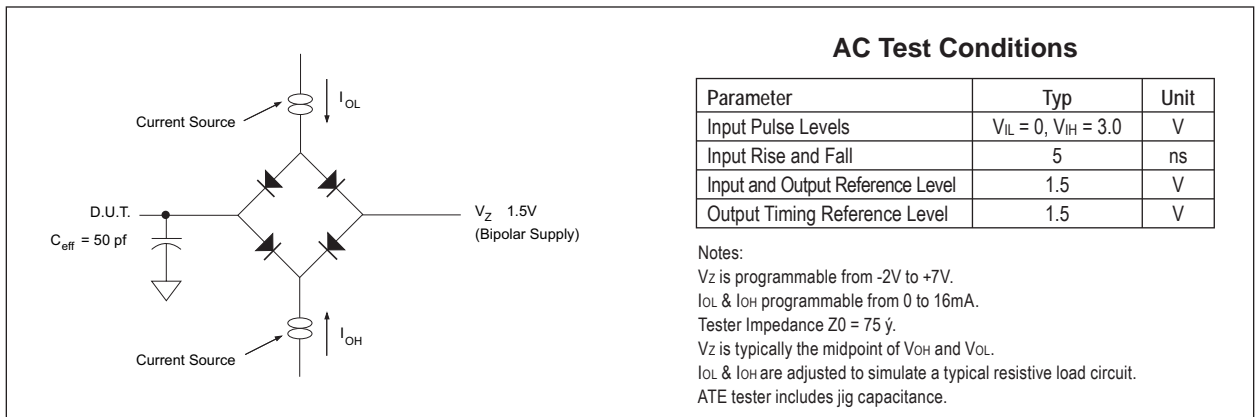 I OL
Current Source
D.U.T.
C eff = 50 pf
VZ 1.5V
(Bipolar Supply)
I OH
Current Source
AC Test Conditions
Parameter Typ Unit
Input Pulse Levels VIL = 0, VIH = 3.0 V
Input Rise and Fall 5 ns
Input and Output Reference Level 1.5 V
Output Timing Reference Level 1.5 V
Notes:
VZ is programmable from -2V to +7V.
IOL & IOH programmable from 0 to 16mA.
Tester Impedance Z0 = 75 ý.
VZ is typically the midpoint of VOH and VOL.
IOL & IOH are adjusted to simulate a typical resistive load circuit.
ATE tester includes jig capacitance.